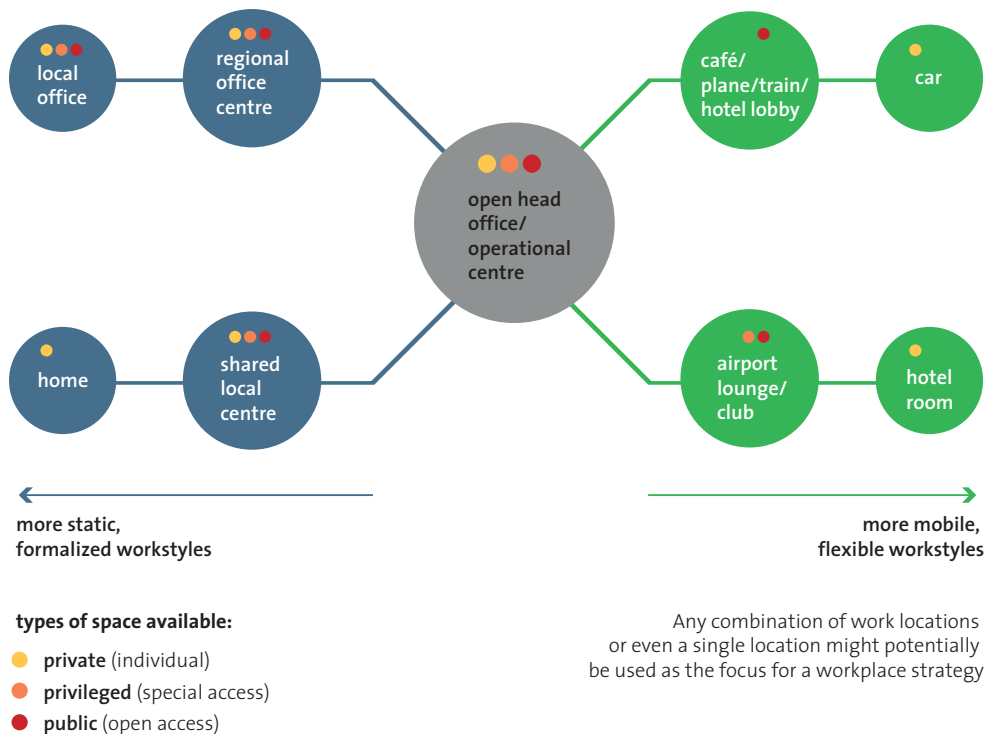 local
office
regional
office
centre
café/
plane/train/
hotel lobby
car
open head
office/
operational
centre
home
shared
local
centre
airport
lounge/
club
hotel
room
more static,
formalized workstyles
more mobile,
flexible workstyles
types of space available:
private (individual)
privileged (special access)
public (open access)
Any combination of work locations
or even a single location might potentially
be used as the focus for a workplace strategy